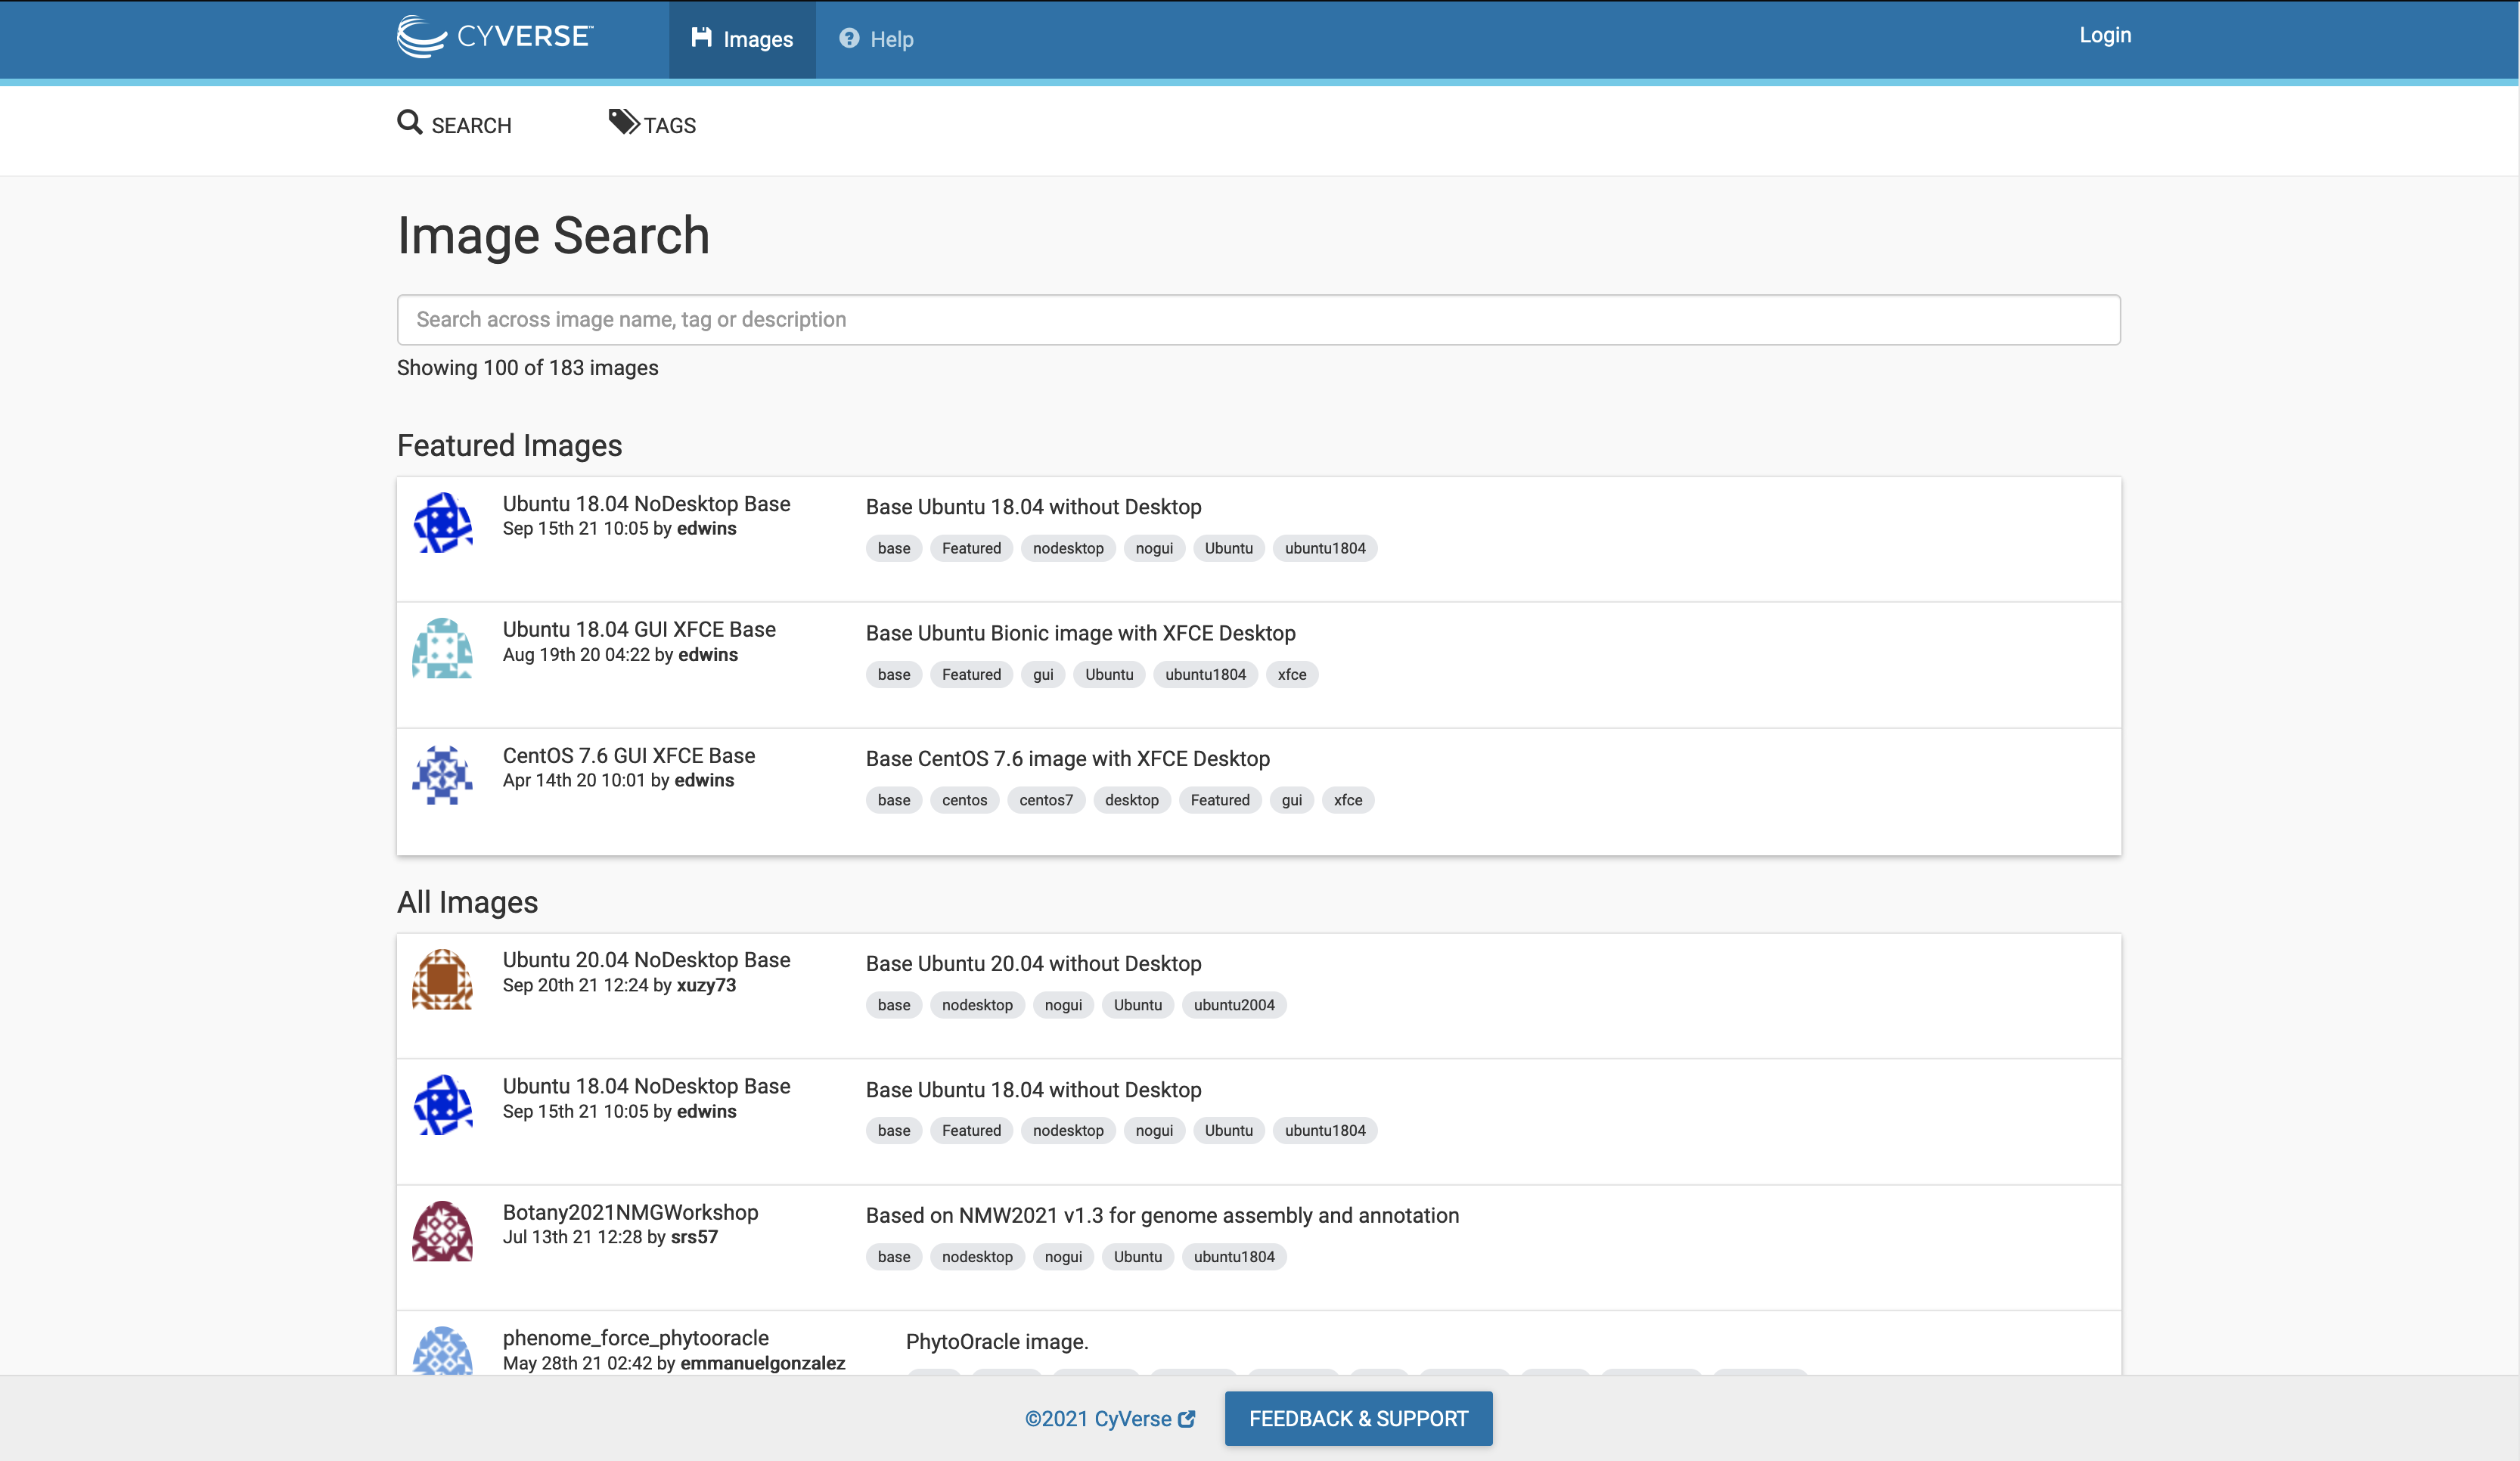 CYVERSE™ Images Help Login
SEARCH TAGS
Image Search
Search across image name, tag or description
Showing 100 of 183 images
Featured Images
Ubuntu 18.04 NoDesktop Base
Sep 15th 21 10:05 by edwins
Base Ubuntu 18.04 without Desktop
base Featured nodesktop nogui Ubuntu ubuntu1804
Ubuntu 18.04 GUI XFCE Base
Aug 19th 20 04:22 by edwins
Base Ubuntu Bionic image with XFCE Desktop
base Featured gui Ubuntu ubuntu1804 xfce
CentOS 7.6 GUI XFCE Base
Apr 14th 20 10:01 by edwins
Base CentOS 7.6 image with XFCE Desktop
base centos centos7 desktop Featured gui xfce
All Images
Ubuntu 20.04 NoDesktop Base
Sep 20th 21 12:24 by xuzy73
Base Ubuntu 20.04 without Desktop
base nodesktop nogui Ubuntu ubuntu2004
Ubuntu 18.04 NoDesktop Base
Sep 15th 21 10:05 by edwins
Base Ubuntu 18.04 without Desktop
base Featured nodesktop nogui Ubuntu ubuntu1804
Botany2021NMGWorkshop
Jul 13th 21 12:28 by srs57
Based on NMW2021 v1.3 for genome assembly and annotation
base nodesktop nogui Ubuntu ubuntu1804
phenome_force_phytooracle
May 28th 21 02:42 by emmanuelgonzalez
PhytoOracle image.
©2021 CyVerse FEEDBACK & SUPPORT